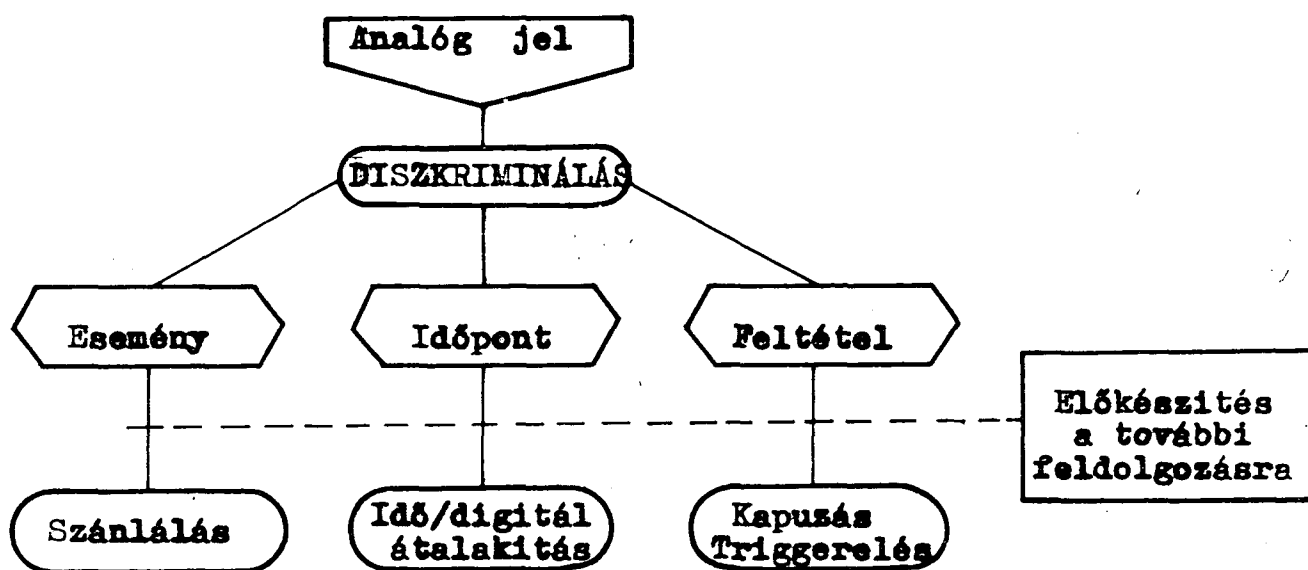 Analóg jel
DISZKRIMINÁLÁS
Esemény
Időpont
Feltétel
Előkészités
a további
feldolgozásra
Szánlálás
Idő/digitál
átalakitás
Kapuzás
Triggerelés